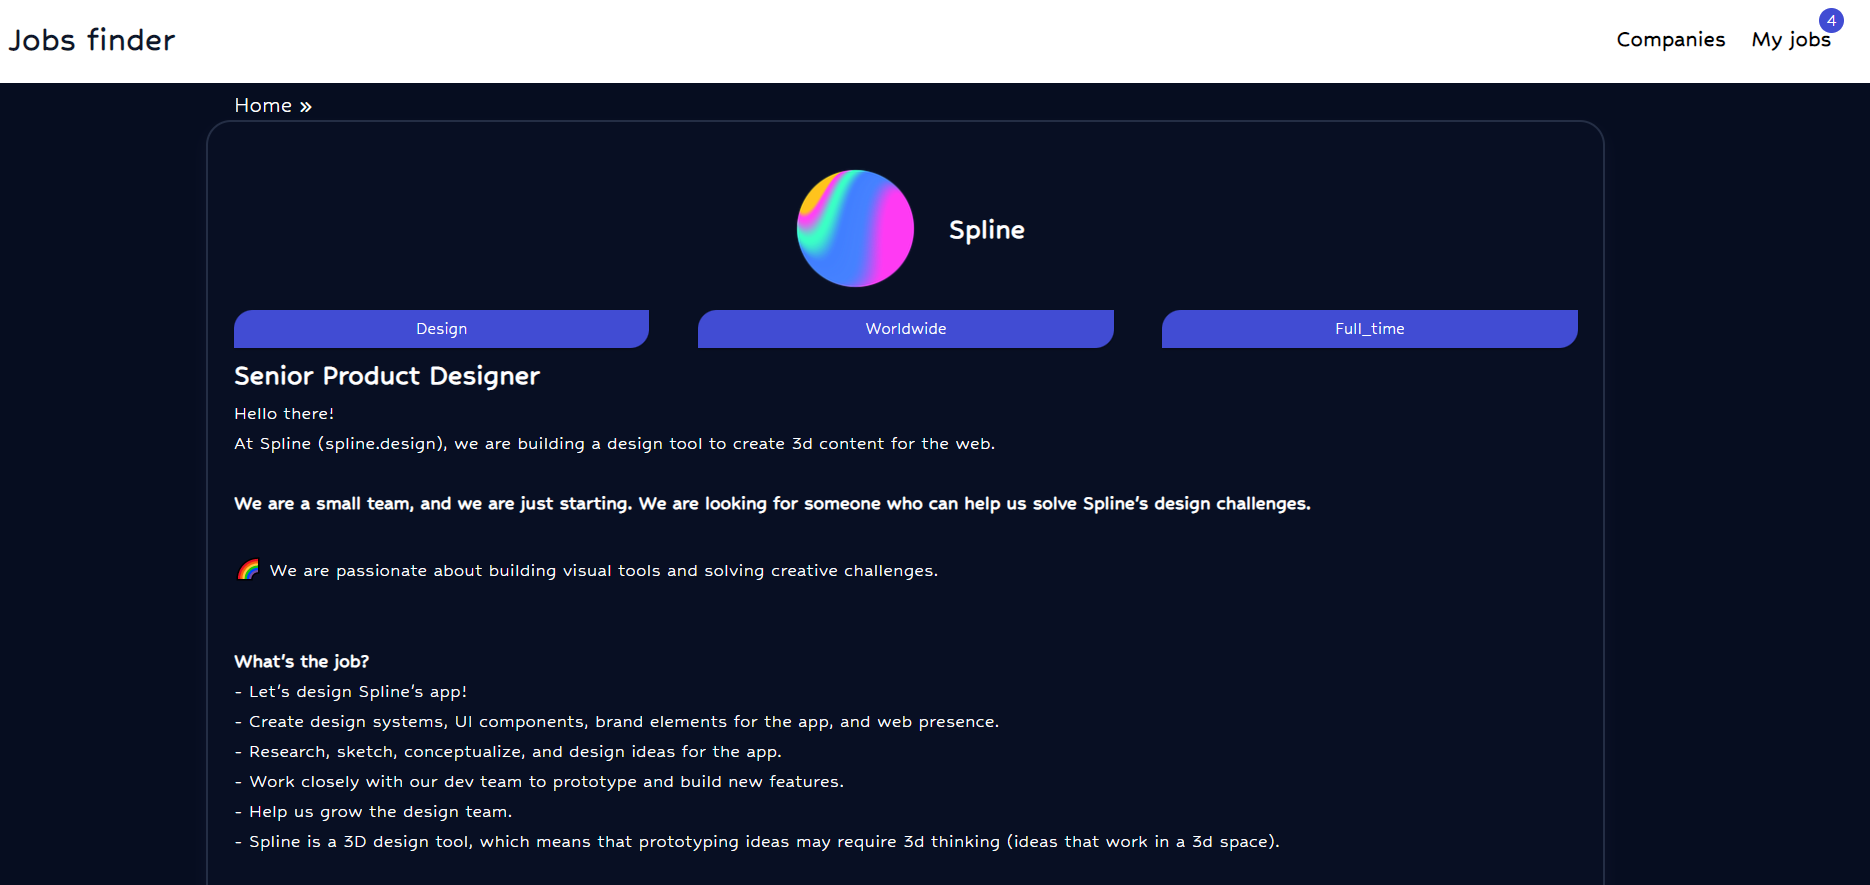 Jobs finder
Companies
My jobs
4
Home »
Spline
Design
Worldwide
Full_time
Senior Product Designer
Hello there!
At Spline (spline.design), we are building a design tool to create 3d content for the web.
We are a small team, and we are just starting. We are looking for someone who can help us solve Spline's design challenges.
🌈 We are passionate about building visual tools and solving creative challenges.
What's the job?
- Let's design Spline's app!
- Create design systems, UI components, brand elements for the app, and web presence.
- Research, sketch, conceptualize, and design ideas for the app.
- Work closely with our dev team to prototype and build new features.
- Help us grow the design team.
- Spline is a 3D design tool, which means that prototyping ideas may require 3d thinking (ideas that work in a 3d space).